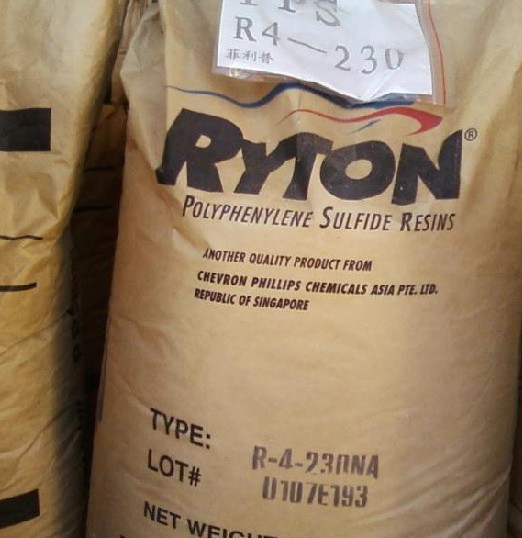 PPS
R4—230
菲利普
RYTON®
POLYPHENYLENE SULFIDE RESINS
ANOTHER QUALITY PRODUCT FROM
CHEVRON PHILLIPS CHEMICALS ASIA PTE. LTD.
REPUBLIC OF SINGAPORE
TYPE: R-4-230NA
LOT# 0107E193
NET WEIGHT